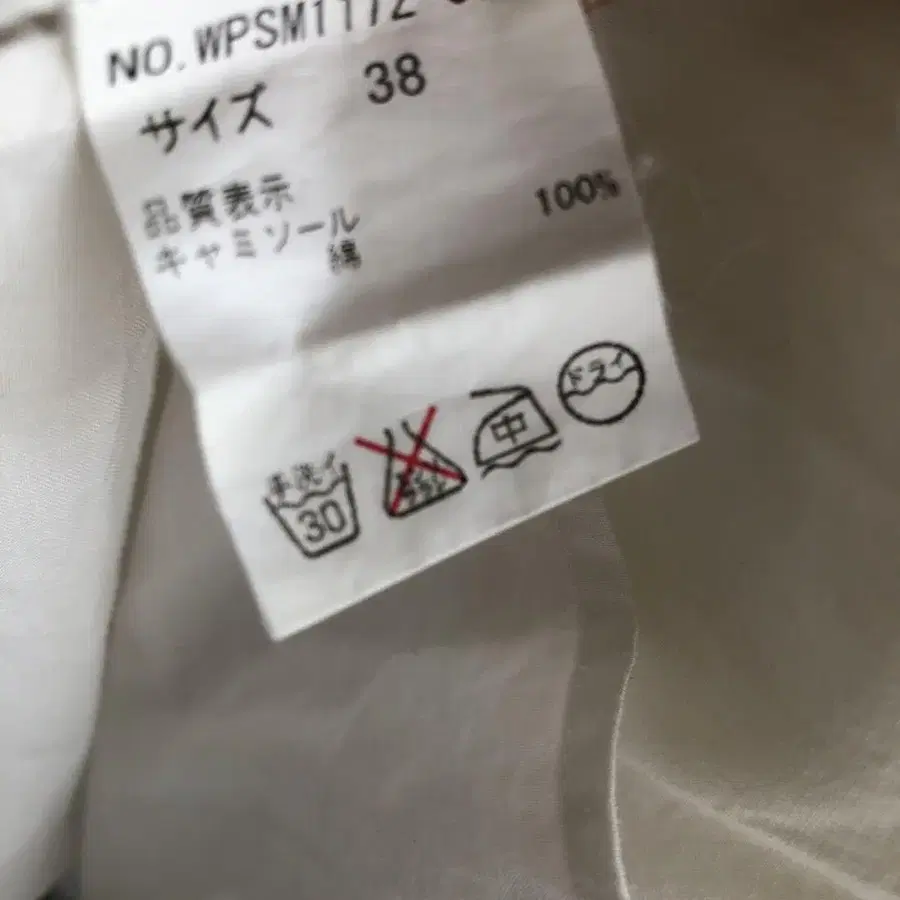 NO.WPSM1172
サイズ 38
品質表示
キャミソール
綿 100%
手洗イ
30
中
ドライ